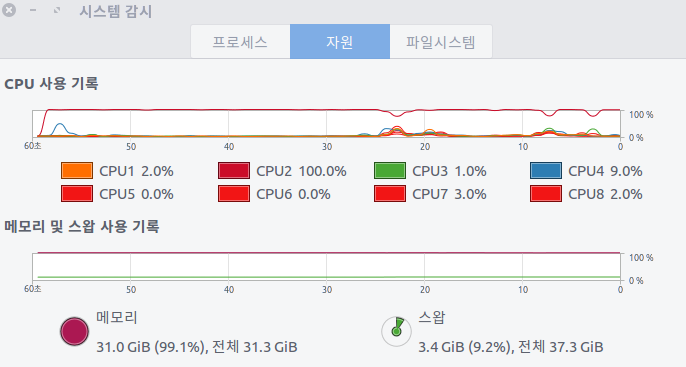 시스템 감시
프로세스 자원 파일시스템
CPU 사용 기록
100 %
0 %
60초 50 40 30 20 10 0
CPU1 2.0% CPU2 100.0% CPU3 1.0% CPU4 9.0%
CPU5 0.0% CPU6 0.0% CPU7 3.0% CPU8 2.0%
메모리 및 스왑 사용 기록
100 %
0 %
60초 50 40 30 20 10 0
메모리 스왑
31.0 GiB (99.1%), 전체 31.3 GiB 3.4 GiB (9.2%), 전체 37.3 GiB